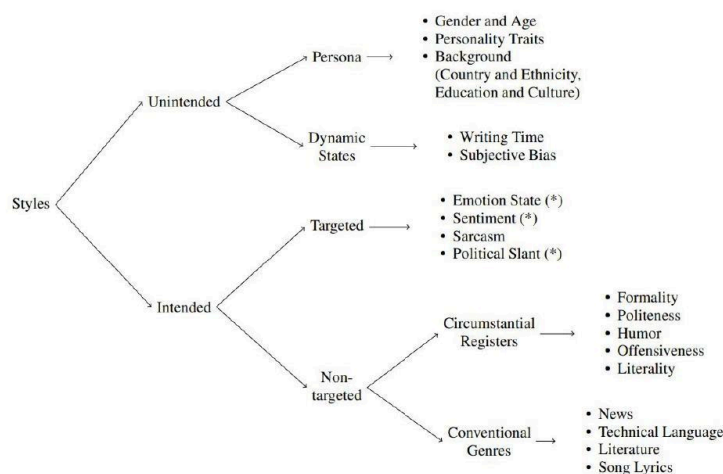 • Gender and Age
• Personality Traits
• Background
(Country and Ethnicity,
Education and Culture)
Persona
Unintended
Dynamic
States
• Writing Time
• Subjective Bias
Styles
• Emotion State (*)
• Sentiment (*)
• Sarcasm
• Political Slant (*)
Targeted
Intended
• Formality
• Politeness
• Humor
• Offensiveness
• Literality
Circumstantial
Registers
Non-
targeted
• News
• Technical Language
• Literature
• Song Lyrics
Conventional
Genres